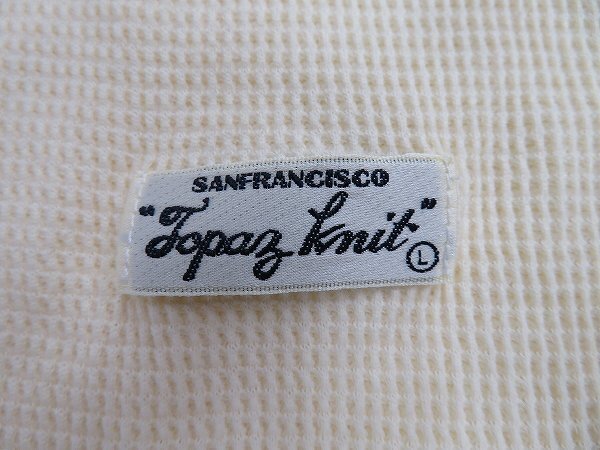 SANFRANCISCO
"Topaz Knit"
L